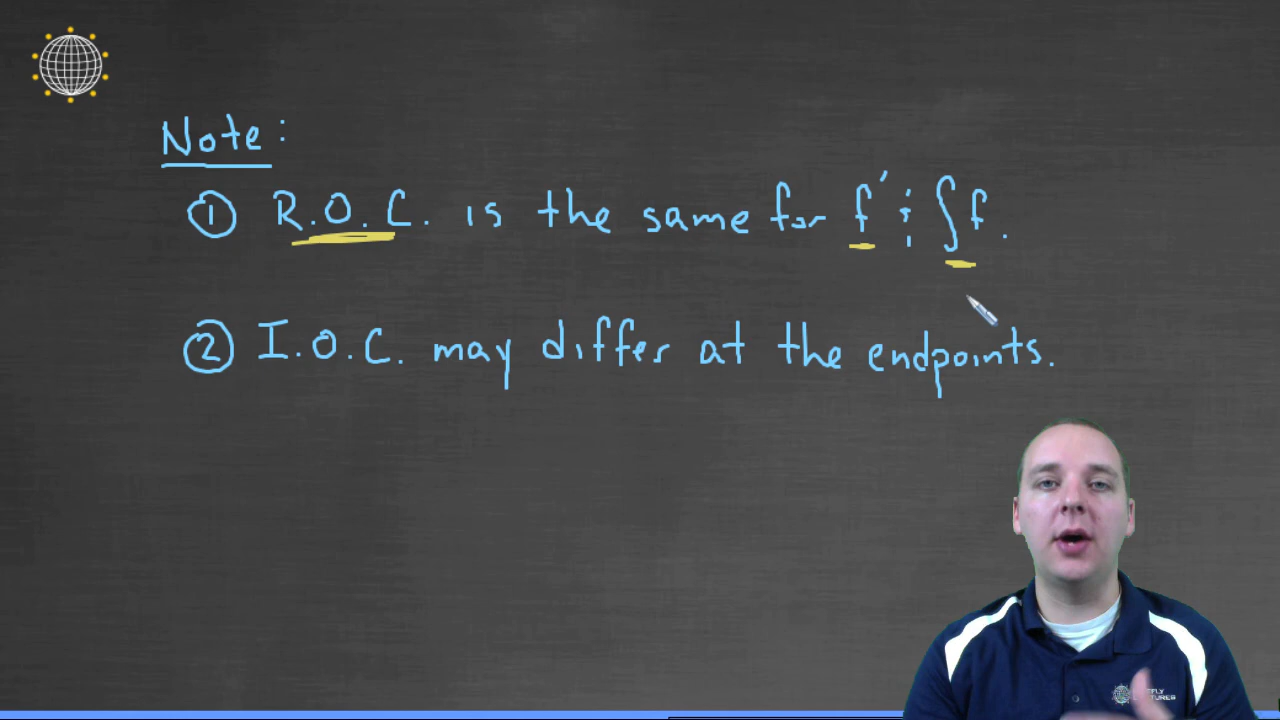 Note:
① R.O.C. is the same for f' & ∫f.
② I.O.C. may differ at the endpoints.